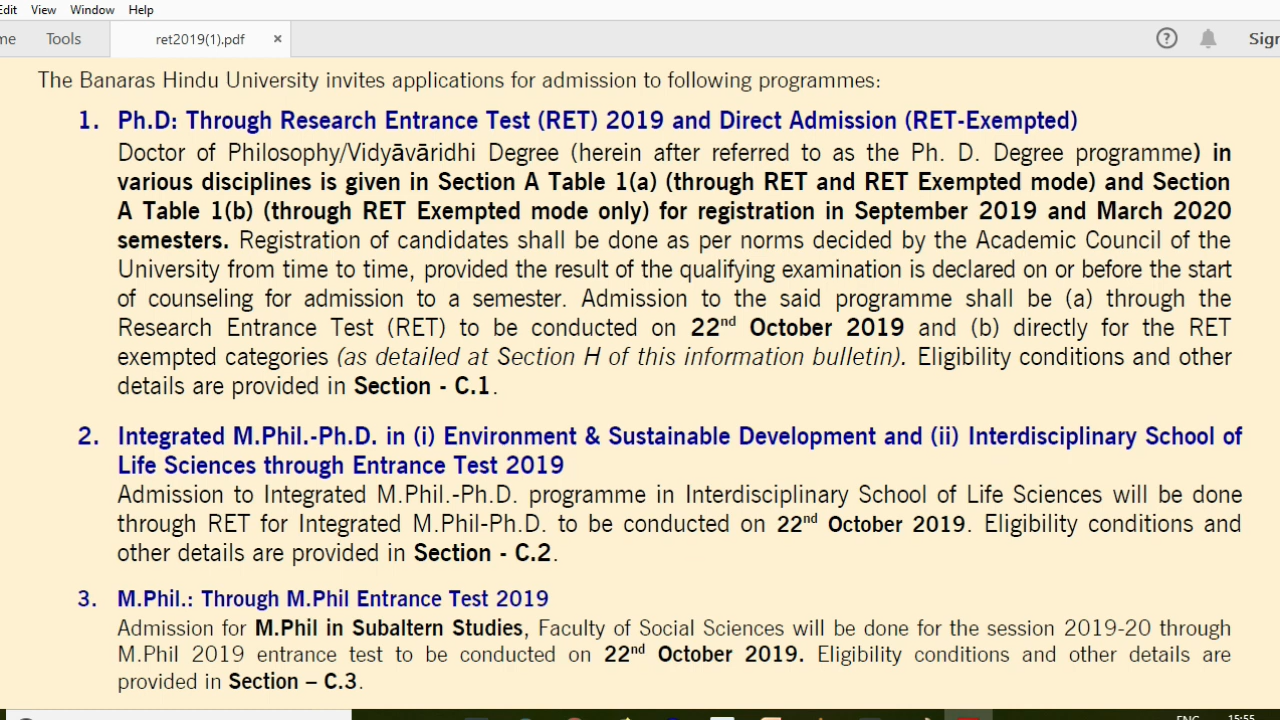 Edit View Window Help
me Tools ret2019(1).pdf × ? Sign
The Banaras Hindu University invites applications for admission to following programmes:
1. Ph.D: Through Research Entrance Test (RET) 2019 and Direct Admission (RET-Exempted)
Doctor of Philosophy/Vidyāvāridhi Degree (herein after referred to as the Ph. D. Degree programme) in
various disciplines is given in Section A Table 1(a) (through RET and RET Exempted mode) and Section
A Table 1(b) (through RET Exempted mode only) for registration in September 2019 and March 2020
semesters. Registration of candidates shall be done as per norms decided by the Academic Council of the
University from time to time, provided the result of the qualifying examination is declared on or before the start
of counseling for admission to a semester. Admission to the said programme shall be (a) through the
Research Entrance Test (RET) to be conducted on 22nd October 2019 and (b) directly for the RET
exempted categories (as detailed at Section H of this information bulletin). Eligibility conditions and other
details are provided in Section - C.1.
2. Integrated M.Phil.-Ph.D. in (i) Environment & Sustainable Development and (ii) Interdisciplinary School of
Life Sciences through Entrance Test 2019
Admission to Integrated M.Phil.-Ph.D. programme in Interdisciplinary School of Life Sciences will be done
through RET for Integrated M.Phil-Ph.D. to be conducted on 22nd October 2019. Eligibility conditions and
other details are provided in Section - C.2.
3. M.Phil.: Through M.Phil Entrance Test 2019
Admission for M.Phil in Subaltern Studies, Faculty of Social Sciences will be done for the session 2019-20 through
M.Phil 2019 entrance test to be conducted on 22nd October 2019. Eligibility conditions and other details are
provided in Section – C.3.
ENG 15:55